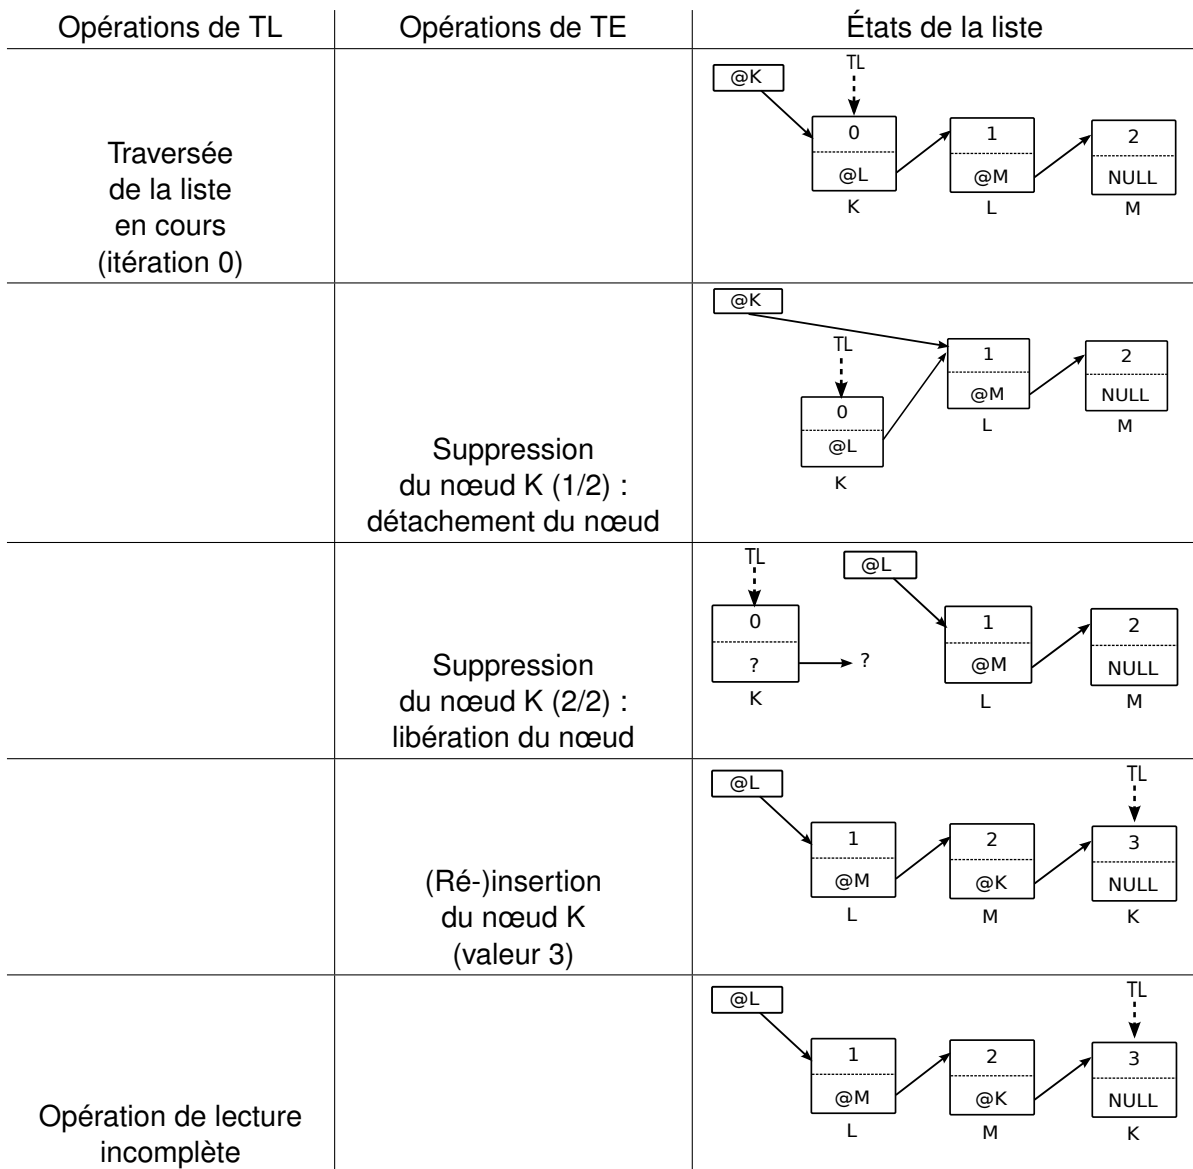 Opérations de TL Opérations de TE États de la liste
Traversée
de la liste
en cours
(itération 0)
@K TL
0 1 2
@L @M NULL
K L M
Suppression
du nœud K (1/2) :
détachement du nœud
@K
TL
1 2
@M NULL
L M
0
@L
K
Suppression
du nœud K (2/2) :
libération du nœud
TL @L
0 1 2
? ? @M NULL
K L M
(Ré-)insertion
du nœud K
(valeur 3)
@L TL
1 2 3
@M @K NULL
L M K
Opération de lecture
incomplète
@L TL
1 2 3
@M @K NULL
L M K